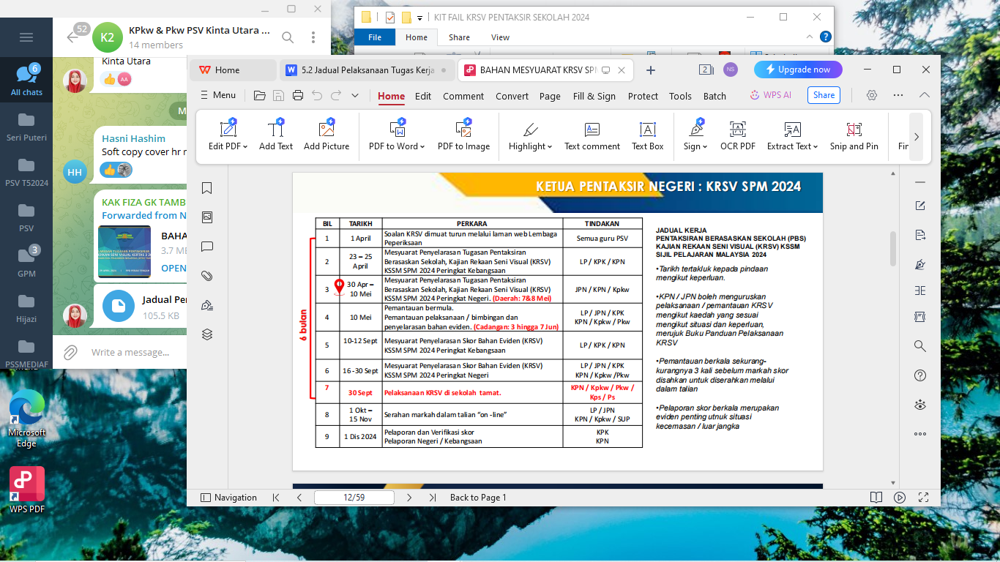 52
K2
KPkw & Pkw PSV Kinta Utara ...
14 members
6
All chats
Seri Puteri
PSV T52024
PSV
3
GPM
Hijazi
PSSMEDIAF
Kinta Utara
AA
M
Hasni Hashim
Soft copy cover hr
HH
KAK FIZA GK TAMB
Forwarded from N
BAHA
3.7 ME
OPEN
Jadual Per
105.5 KB
Write a message...
Microsoft
Edge
WPS PDF
KIT FAIL KRSV PENTAKSIR SEKOLAH 2024
File
Home
Share
View
Home
5.2 Jadual Pelaksanaan Tugas Kerja
BAHAN MESYUARAT KRSV SPM
2
NS
Upgrade now
Menu
Home
Edit
Comment
Convert
Page
Fill & Sign
Protect
Tools
Batch
WPS AI
Share
Edit PDF
Add Text
Add Picture
PDF to Word
PDF to Image
Highlight
Text comment
Text Box
Sign
OCR PDF
Extract Text
Snip and Pin
Fin
KETUA PENTAKSIR NEGERI : KRSV SPM 2024
BIL TARIKH PERKARA TINDAKAN
1 1 April Soalan KRSV dimuat turun melalui laman web Lembaga
Peperiksaan Semua guru PSV
2 23 – 25
April Mesyuarat Penyelarasan Tugasan Pentaksiran
Berasaskan Sekolah, Kajian Rekaan Seni Visual (KRSV)
KSSM SPM 2024 Peringkat Kebangsaan LP / KPK / KPN
3 30 Apr –
10 Mei Mesyuarat Penyelarasan Tugasan Pentaksiran
Berasaskan Sekolah, Kajian Rekaan Seni Visual (KRSV)
KSSM SPM 2024 Peringkat Negeri. (Daerah: 7&8 Mei) JPN / KPN / Kpkw
4 10 Mei Pemantauan bermula.
Pemantauan pelaksanaan / bimbingan dan
penyelarasan bahan eviden. (Cadangan: 3 hingga 7 Jun) LP / JPN / KPK
KPN / Kpkw / Pkw
5 10-12 Sept Mesyuarat Penyelarasan Skor Bahan Eviden (KRSV)
KSSM SPM 2024 Peringkat Kebangsaan LP / KPK / KPN
6 16 -30 Sept Mesyuarat Penyelarasan Skor Bahan Eviden (KRSV)
KSSM SPM 2024 Peringkat Negeri LP / JPN / KPK
KPN / Kpkw /Pkw
7 30 Sept Pelaksanaan KRSV di sekolah tamat. KPN / Kpkw / Pkw /
Kps / Ps
8 1 Okt –
15 Nov Serahan markah dalam talian “on -line” LP / JPN
KPN / Kpkw / SUP
9 1 Dis 2024 Pelaporan dan Verifikasi skor
Pelaporan Negeri / Kebangsaan KPK
KPN
6 bulan
JADUAL KERJA
PENTAKSIRAN BERASASKAN SEKOLAH (PBS)
KAJIAN REKAAN SENI VISUAL (KRSV) KSSM
SIJIL PELAJARAN MALAYSIA 2024
•Tarikh tertakluk kepada pindaan
mengikut keperluan.
•KPN / JPN boleh menguruskan
pelaksanaan / pemantauan KRSV
mengikut kaedah yang sesuai
mengikut situasi dan keperluan,
merujuk Buku Panduan Pelaksanaan
KRSV
•Pemantauan berkala sekurang-
kurangnya 3 kali sebelum markah skor
disahkan untuk diserahkan melalui
dalam talian
•Pelaporan skor berkala merupakan
eviden penting utnuk situasi
kecemasan / luar jangka
Navigation
12/59
Back to Page 1